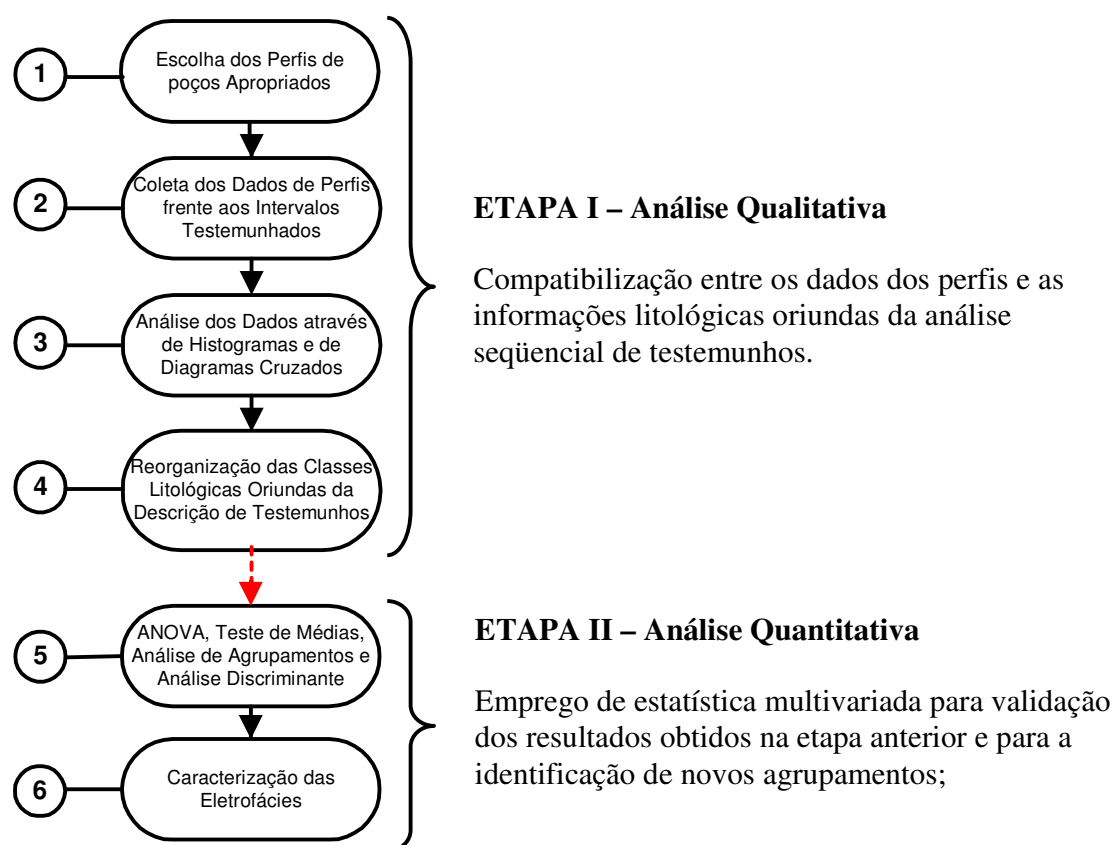 1
Escolha dos Perfis de
poços Apropriados
2
Coleta dos Dados de Perfis
frente aos Intervalos
Testemunhados
3
Análise dos Dados através
de Histogramas e de
Diagramas Cruzados
4
Reorganização das Classes
Litológicas Oriundas da
Descrição de Testemunhos
ETAPA I – Análise Qualitativa
Compatibilização entre os dados dos perfis e as
informações litológicas oriundas da análise
seqüencial de testemunhos.
5
ANOVA, Teste de Médias,
Análise de Agrupamentos e
Análise Discriminante
6
Caracterização das
Eletrofácies
ETAPA II – Análise Quantitativa
Emprego de estatística multivariada para validação
dos resultados obtidos na etapa anterior e para a
identificação de novos agrupamentos;